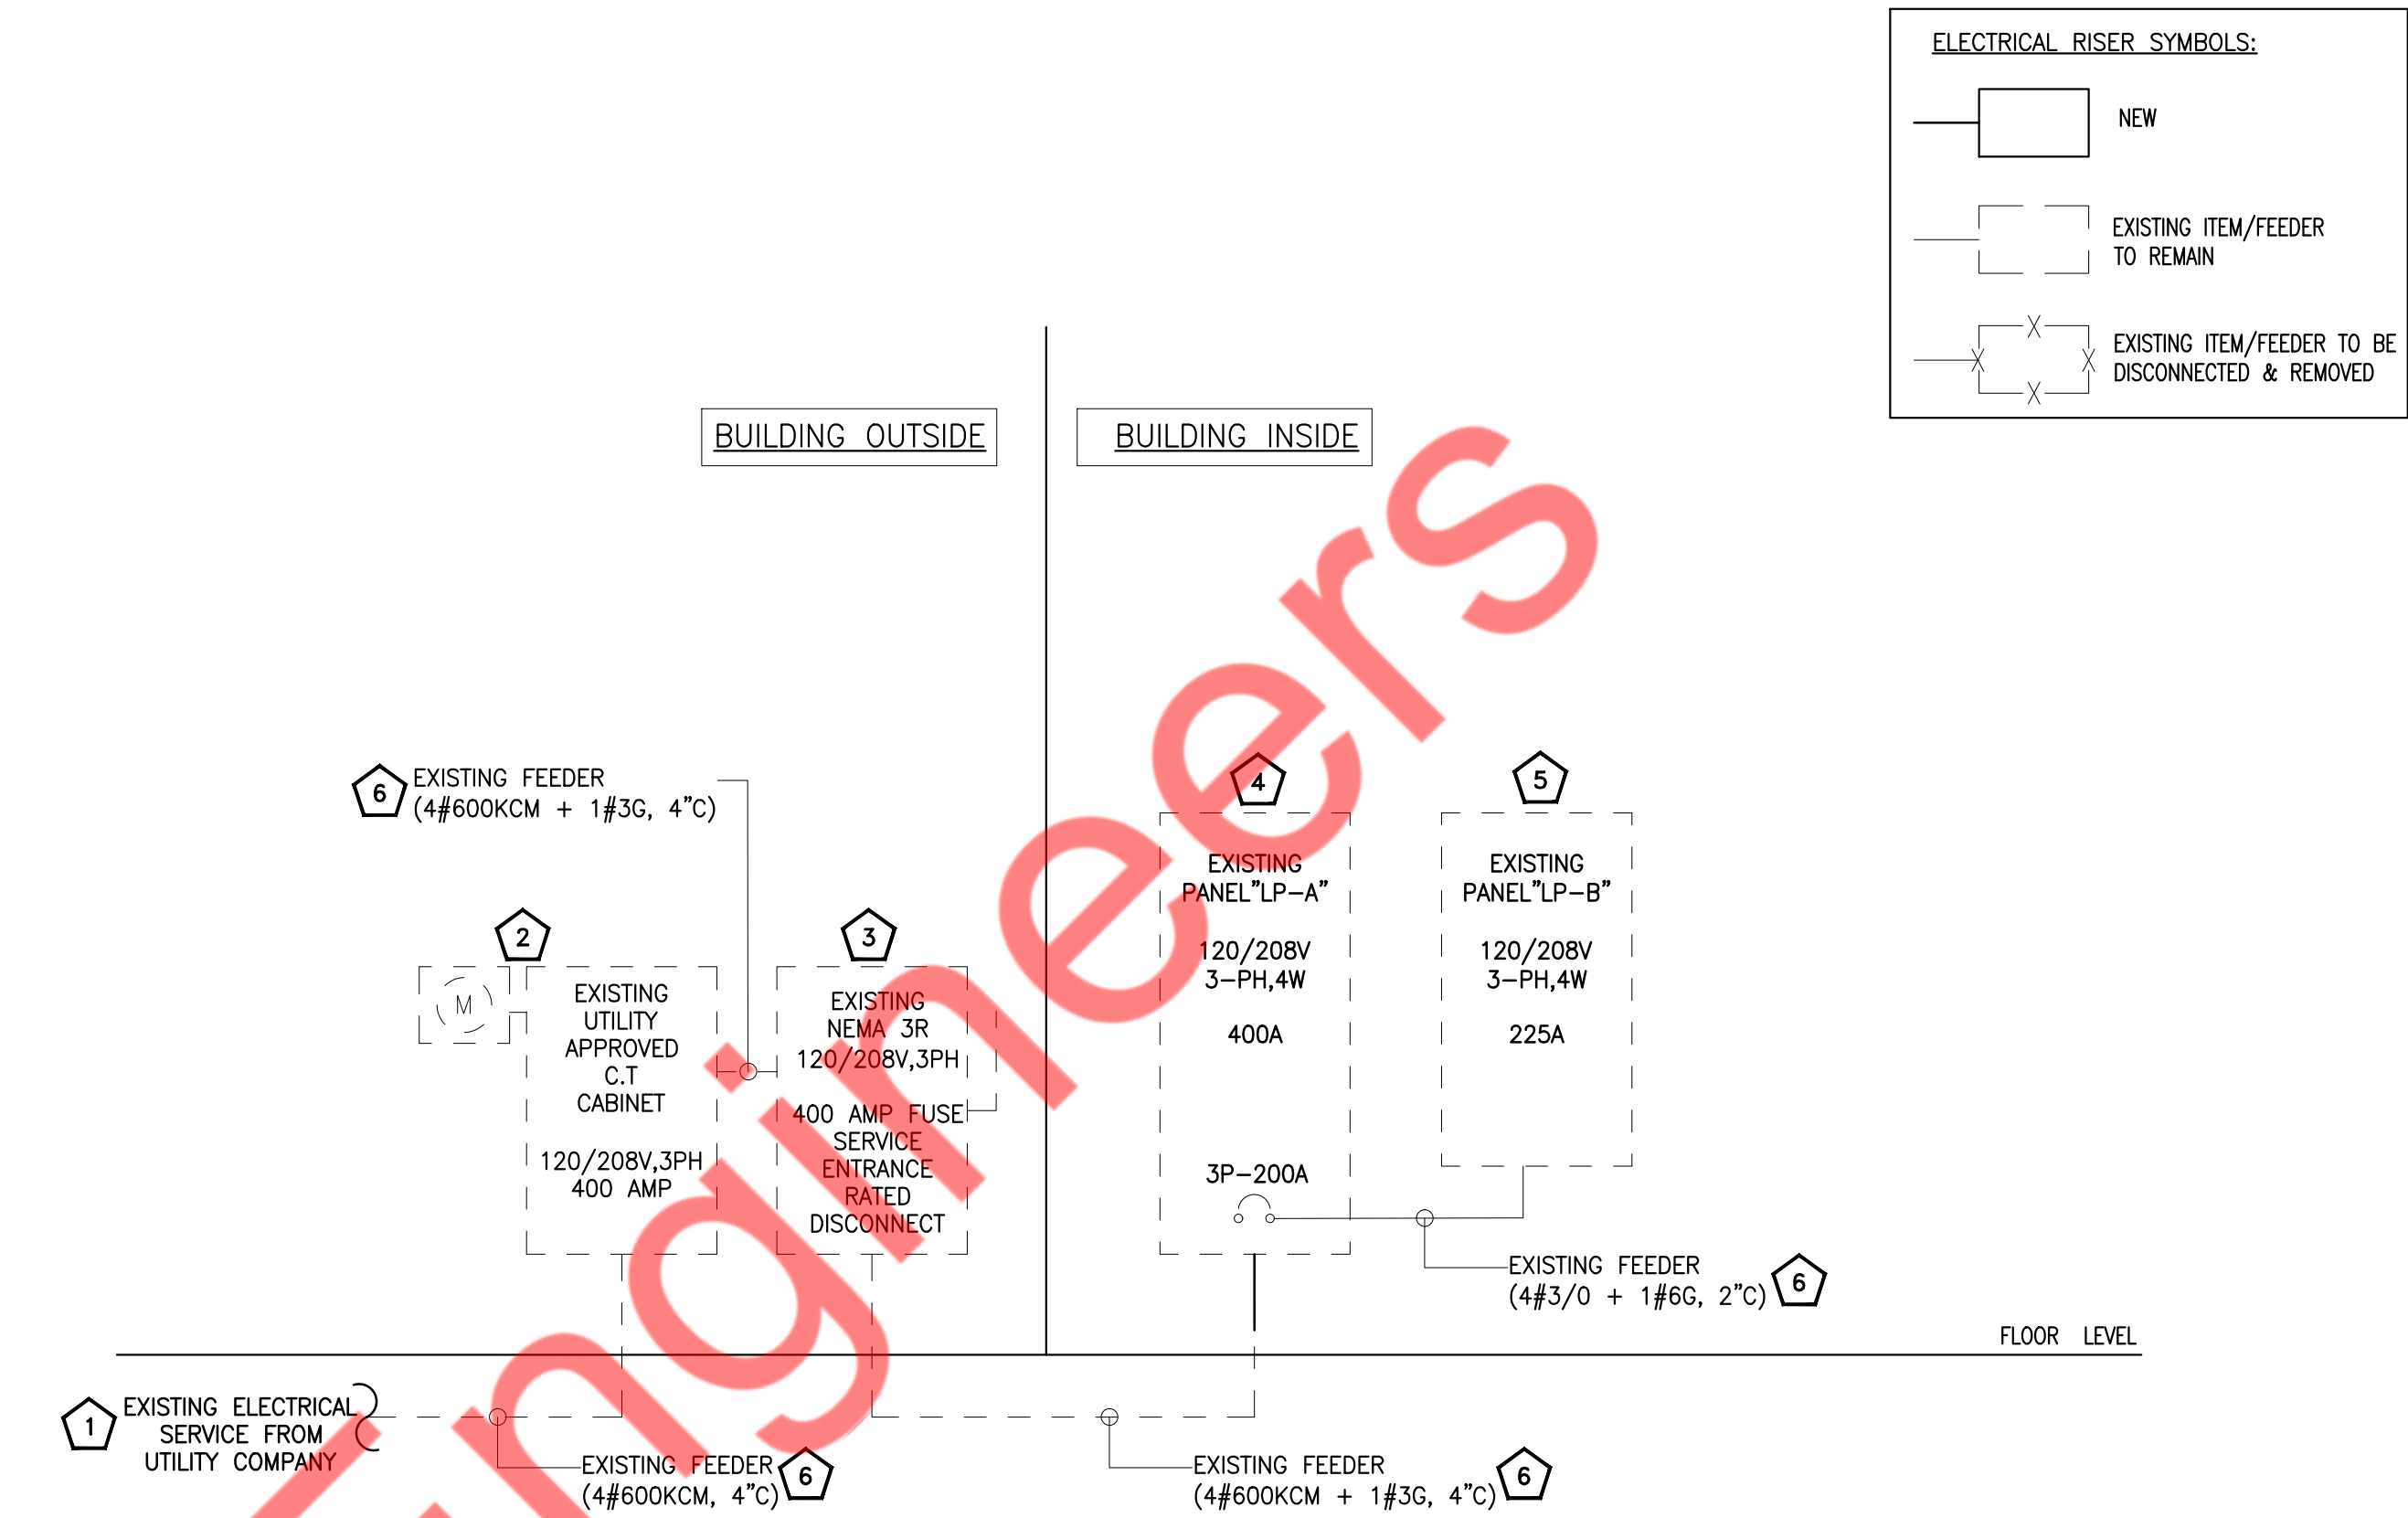 ELECTRICAL RISER SYMBOLS:
NEW
EXISTING ITEM/FEEDER
TO REMAIN
EXISTING ITEM/FEEDER TO BE
DISCONNECTED & REMOVED
BUILDING OUTSIDE
BUILDING INSIDE
6
EXISTING FEEDER
(4#600KCM + 1#3G, 4"C)
2
M
EXISTING
UTILITY
APPROVED
C.T
CABINET
120/208V,3PH
400 AMP
3
EXISTING
NEMA 3R
120/208V,3PH
400 AMP FUSE
SERVICE
ENTRANCE
RATED
DISCONNECT
4
EXISTING
PANEL"LP-A"
120/208V
3-PH,4W
400A
3P-200A
5
EXISTING
PANEL"LP-B"
120/208V
3-PH,4W
225A
EXISTING FEEDER
(4#3/0 + 1#6G, 2"C)
6
FLOOR LEVEL
1
EXISTING ELECTRICAL
SERVICE FROM
UTILITY COMPANY
EXISTING FEEDER
(4#600KCM, 4"C)
6
EXISTING FEEDER
(4#600KCM + 1#3G, 4"C)
6
Engineers